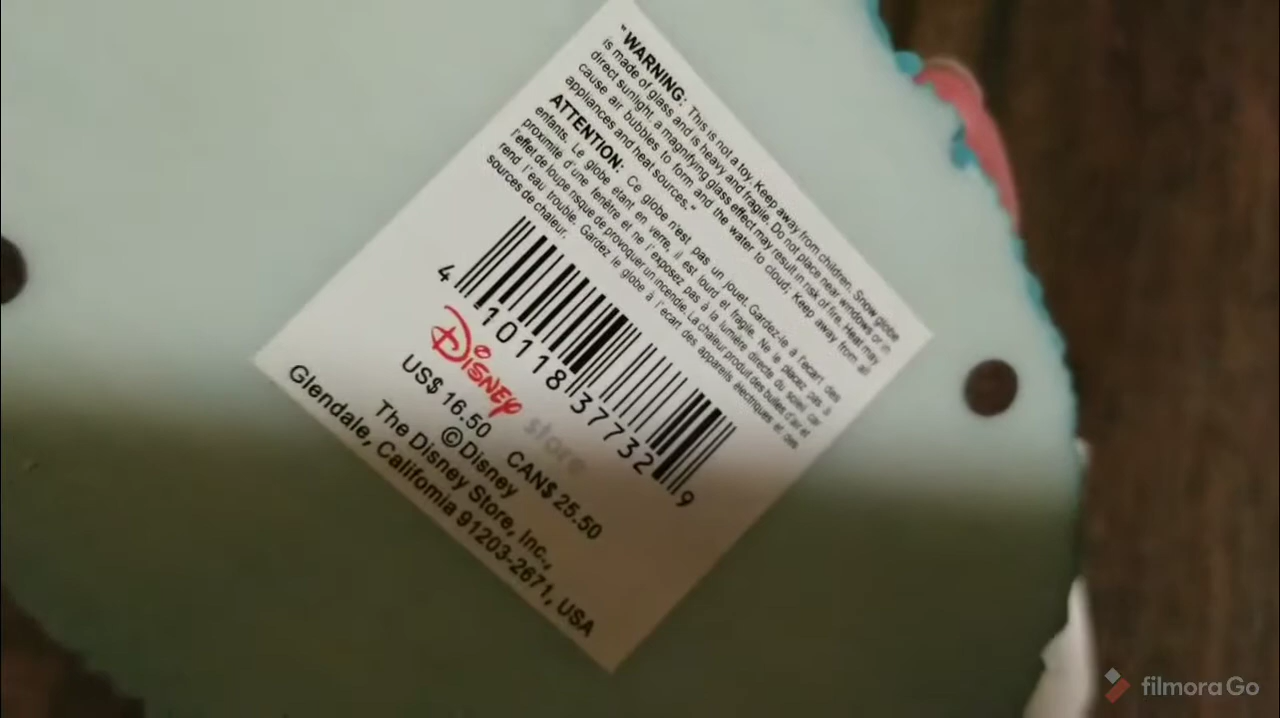 "WARNING: This is not a toy. Keep away from children. Snow globe
is made of glass and is heavy and fragile. Do not place near windows or in
direct sunlight, a magnifying glass effect may result in risk of fire. Heat may
cause air bubbles to form and the water to cloud; Keep away from all
appliances and heat sources."
ATTENTION: Ce globe n'est pas un jouet. Gardez-le à l'ecart des
enfants. Le globe étant en verre, il est lourd et fragile. Ne le placez pas à
proximité d'une fenêtre et ne l'exposez pas à la lumière directe du soleil car
l'effet de loupe risque de provoquer un incendie. La chaleur produit des bulles d'air et
rend l'eau trouble. Gardez le globe à l'ecart des appareils électriques et des
sources de chaleur.
4 10118 37732 9
Disney store
US$ 16.50 CAN$ 25.50
©Disney
The Disney Store, Inc.,
Glendale, California 91203-2671, USA
filmora Go